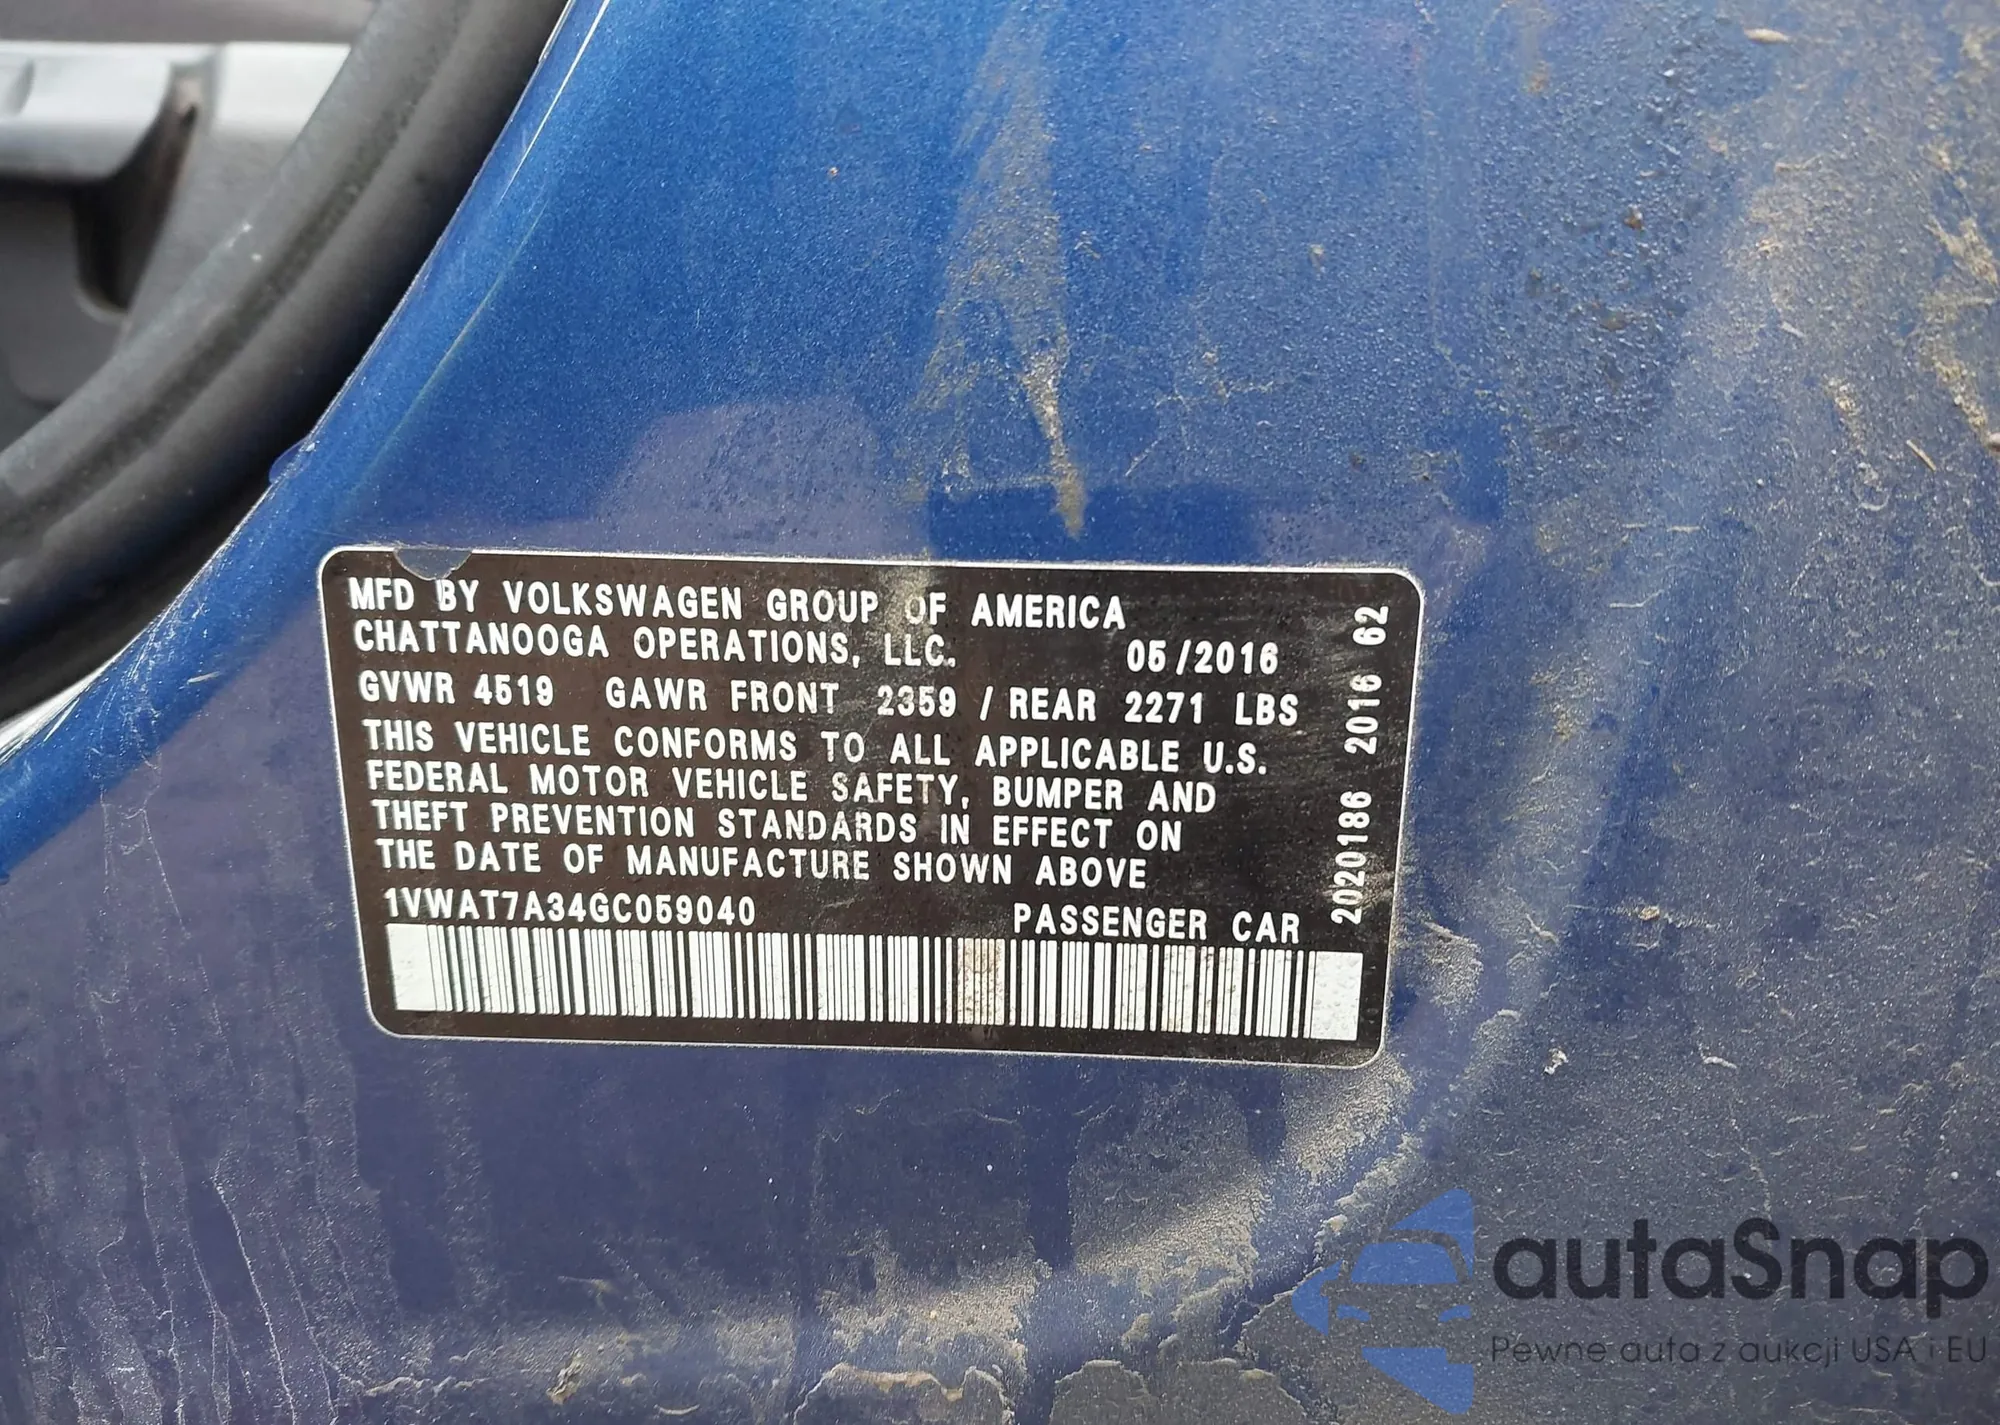 MFD BY VOLKSWAGEN GROUP OF AMERICA
CHATTANOOGA OPERATIONS, LLC. 05/2016
GVWR 4519 GAWR FRONT 2359 / REAR 2271 LBS
THIS VEHICLE CONFORMS TO ALL APPLICABLE U.S.
FEDERAL MOTOR VEHICLE SAFETY, BUMPER AND
THEFT PREVENTION STANDARDS IN EFFECT ON
THE DATE OF MANUFACTURE SHOWN ABOVE
1VWAT7A34GC059040 PASSENGER CAR
2020186 2016 62
autaSnap
Pewne auta z aukcji USA i EU